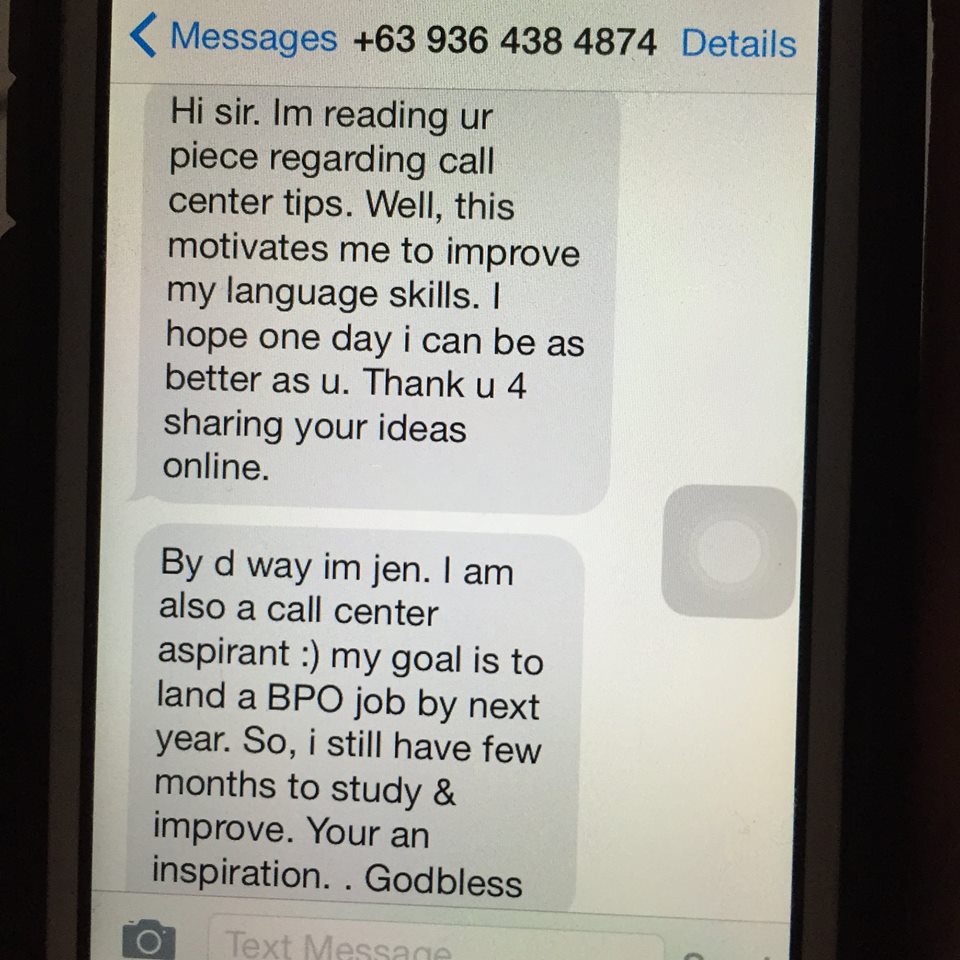 Messages +63 936 438 4874 Details
Hi sir. Im reading ur
piece regarding call
center tips. Well, this
motivates me to improve
my language skills. I
hope one day i can be as
better as u. Thank u 4
sharing your ideas
online.
By d way im jen. I am
also a call center
aspirant :) my goal is to
land a BPO job by next
year. So, i still have few
months to study &
improve. Your an
inspiration. . Godbless
Text Message